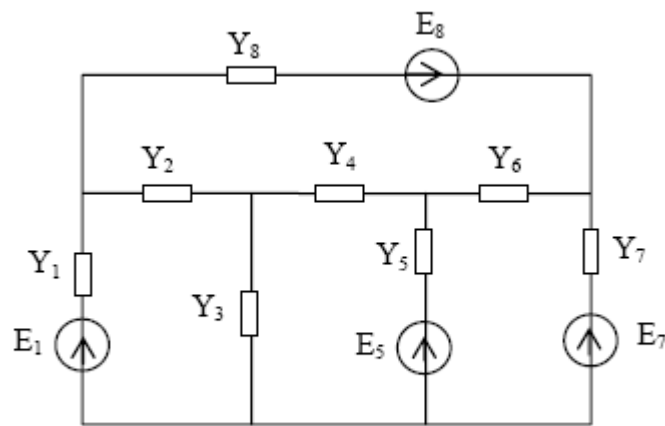 Y₈ E₈
Y₂ Y₄ Y₆
Y₁ Y₃ Y₅ Y₇
E₁ E₅ E₇